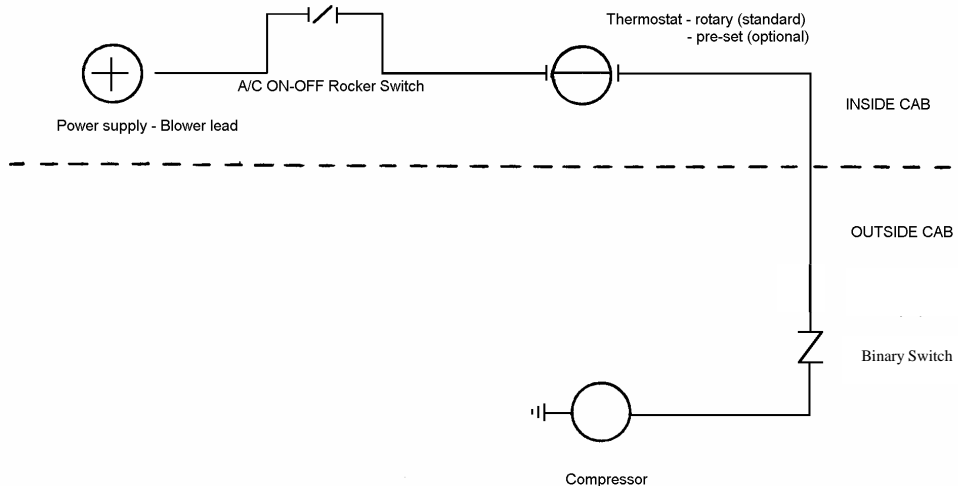 Thermostat - rotary (standard)
- pre-set (optional)
A/C ON-OFF Rocker Switch
Power supply - Blower lead
INSIDE CAB
OUTSIDE CAB
Binary Switch
Compressor